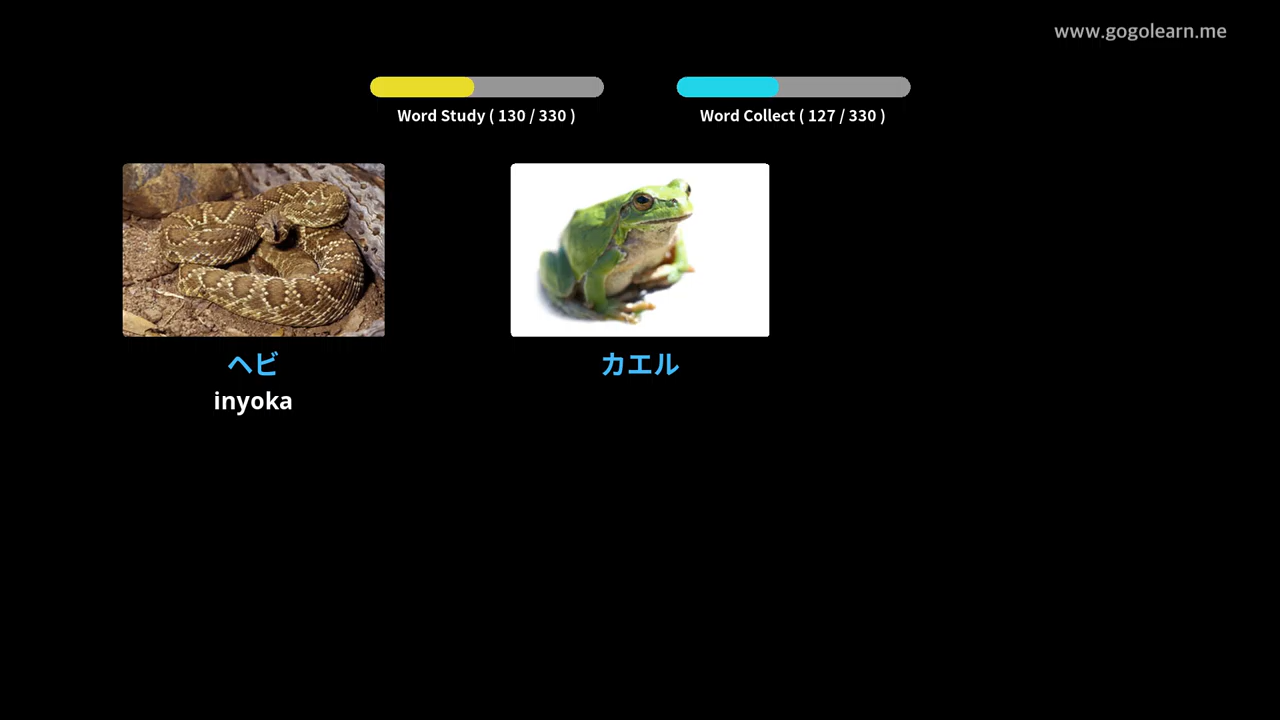 www.gogolearn.me
Word Study ( 130 / 330 )
Word Collect ( 127 / 330 )
ヘビ
inyoka
カエル